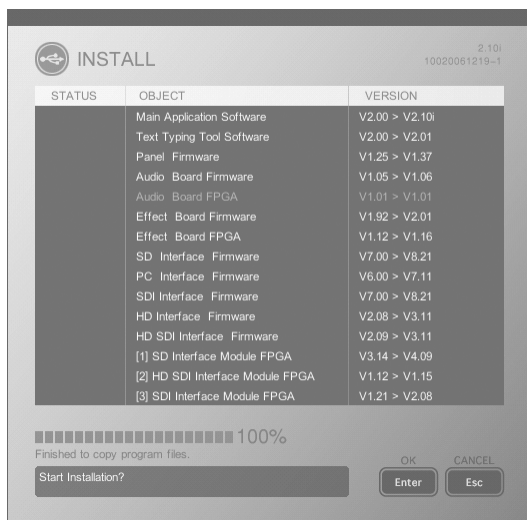 INSTALL
2.10i
10020061219-1
STATUS OBJECT VERSION
Main Application Software V2.00 > V2.10i
Text Typing Tool Software V2.00 > V2.01
Panel Firmware V1.25 > V1.37
Audio Board Firmware V1.05 > V1.06
Audio Board FPGA V1.01 > V1.01
Effect Board Firmware V1.92 > V2.01
Effect Board FPGA V1.12 > V1.16
SD Interface Firmware V7.00 > V8.21
PC Interface Firmware V6.00 > V7.11
SDI Interface Firmware V7.00 > V8.21
HD Interface Firmware V2.08 > V3.11
HD SDI Interface Firmware V2.09 > V3.11
[1] SD Interface Module FPGA V3.14 > V4.09
[2] HD SDI Interface Module FPGA V1.12 > V1.15
[3] SDI Interface Module FPGA V1.21 > V2.08
100%
Finished to copy program files.
OK CANCEL
Start Installation? Enter Esc